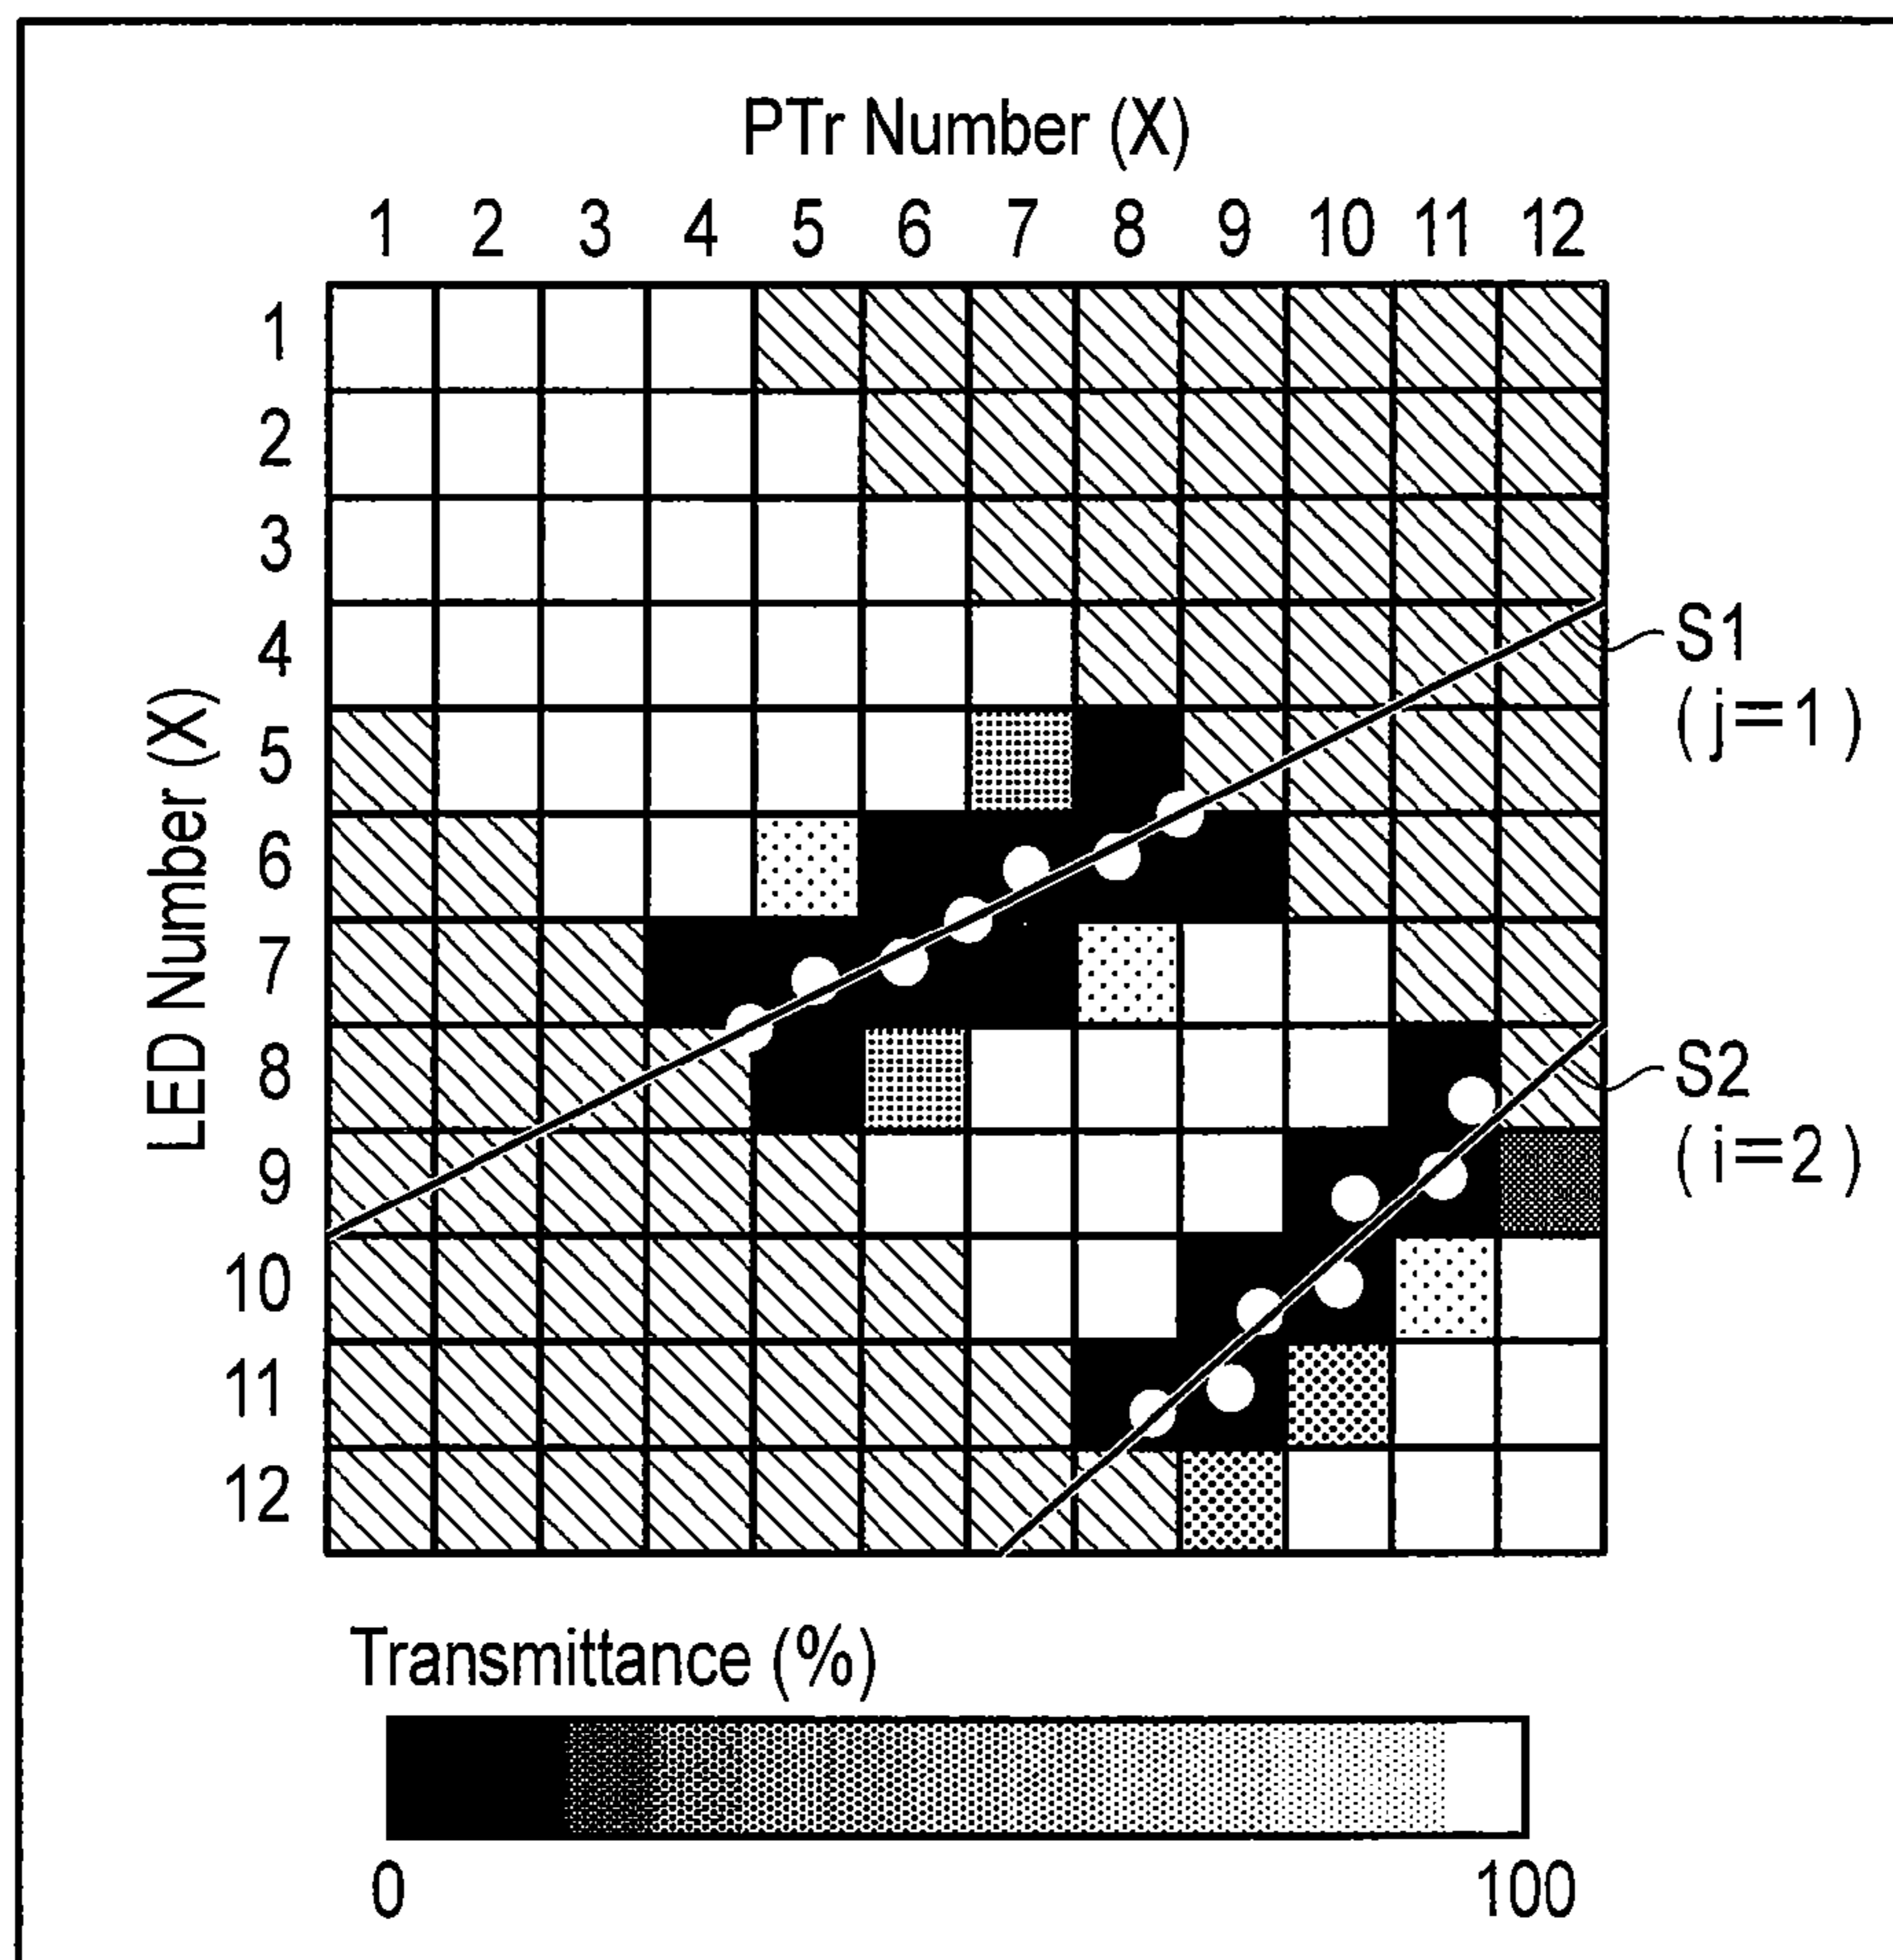 PTr Number (X)
1 2 3 4 5 6 7 8 9 10 11 12
LED Number (X)
1
2
3
4
5
6
7
8
9
10
11
12
S1
(j=1)
S2
(i=2)
Transmittance (%)
0 100